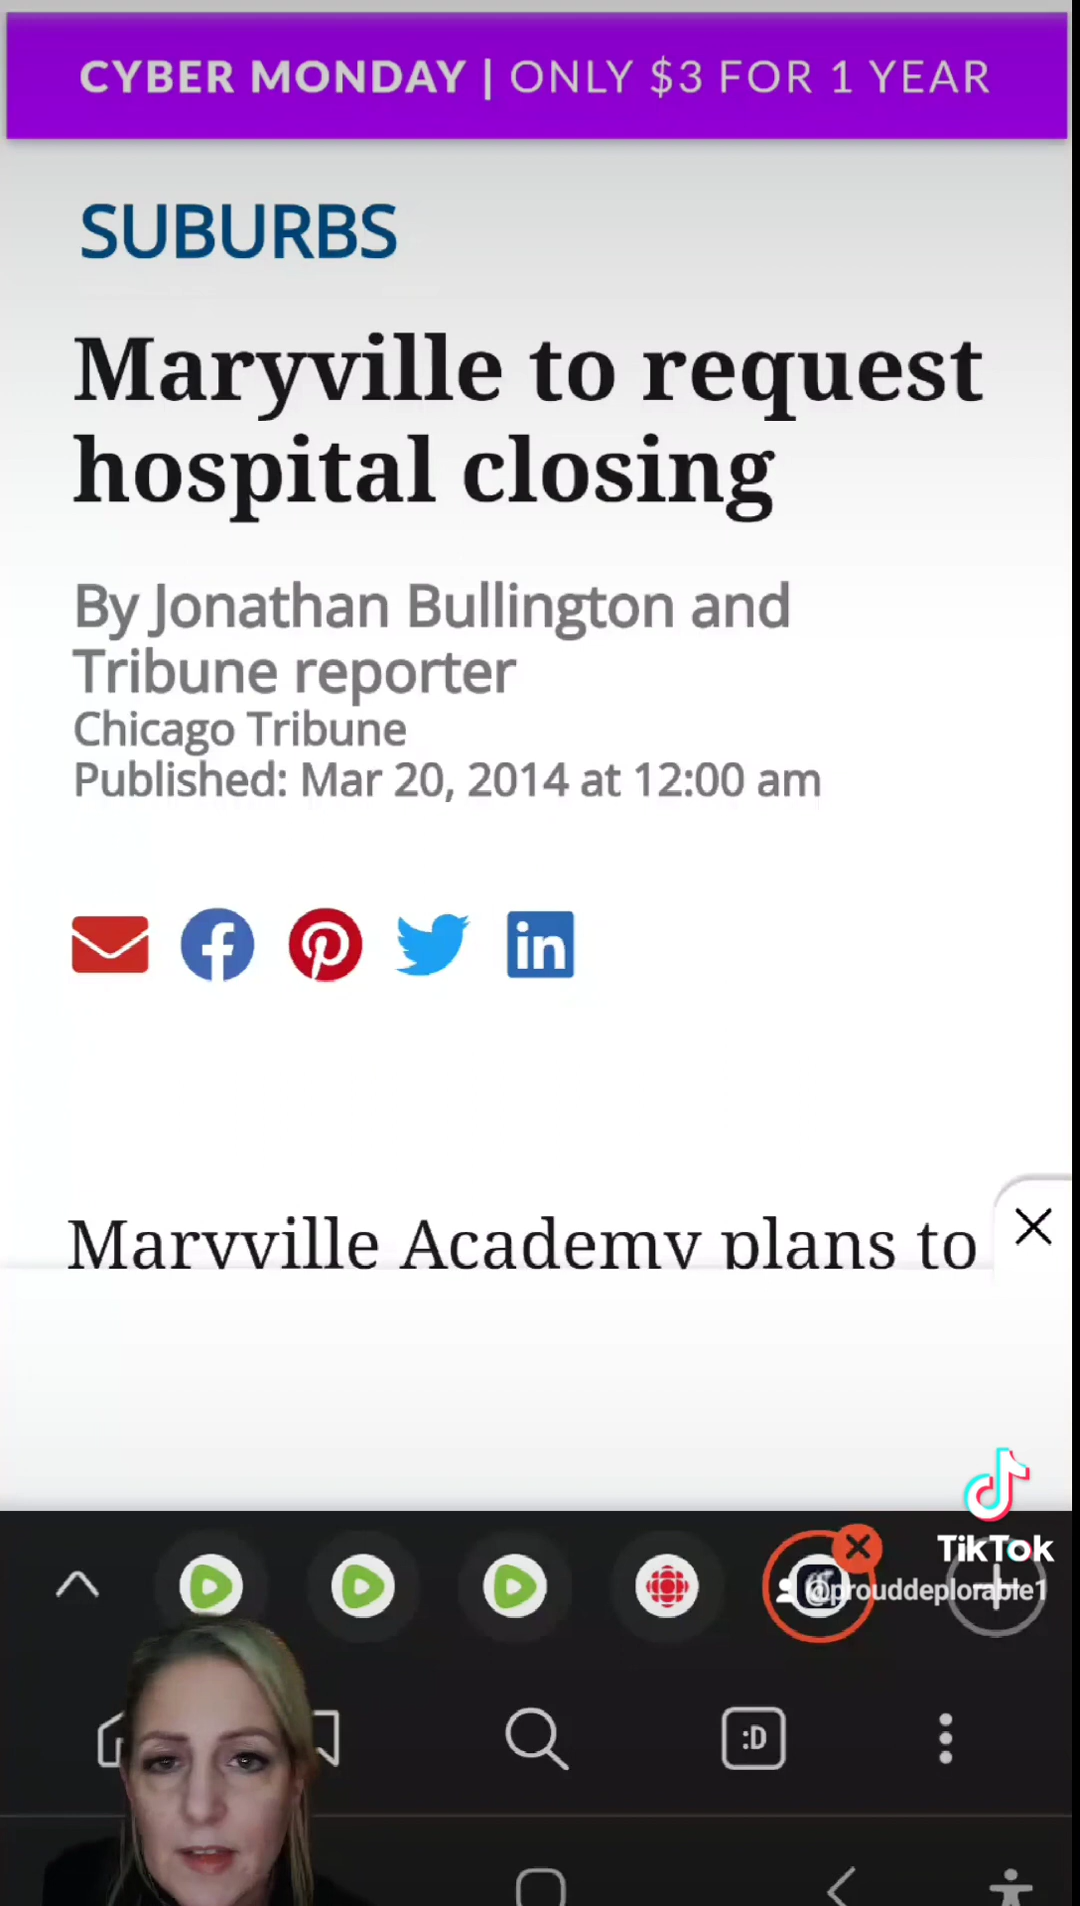 CYBER MONDAY | ONLY $3 FOR 1 YEAR
SUBURBS
Maryville to request
hospital closing
By Jonathan Bullington and
Tribune reporter
Chicago Tribune
Published: Mar 20, 2014 at 12:00 am
in
Maryville Academy plans to
TikTok
@prouddeplorable1
:D